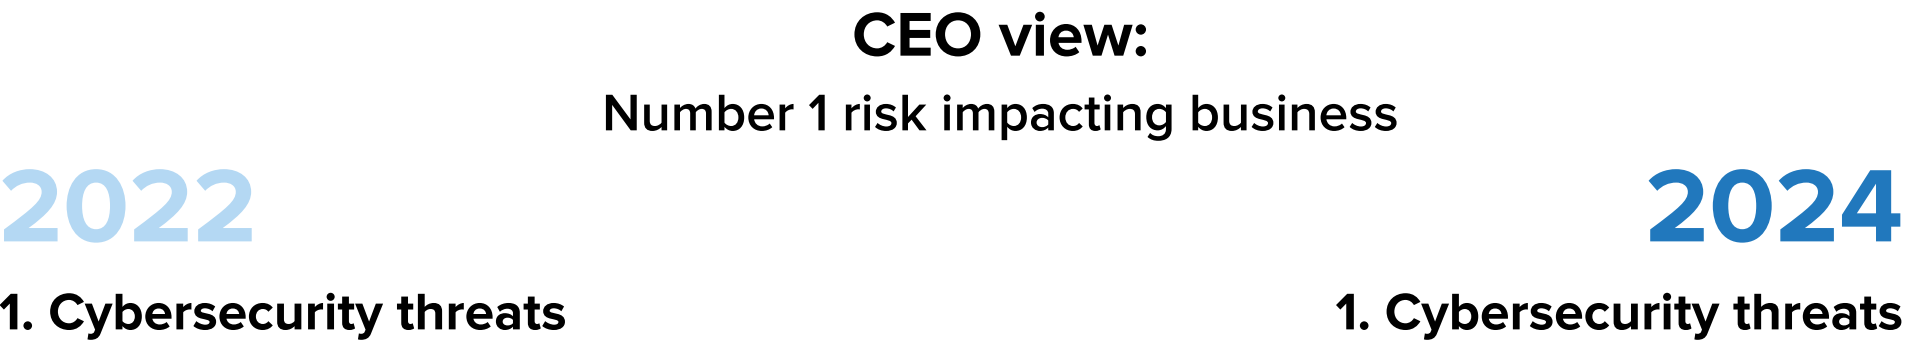 CEO view:
Number 1 risk impacting business
2022
2024
1. Cybersecurity threats
1. Cybersecurity threats